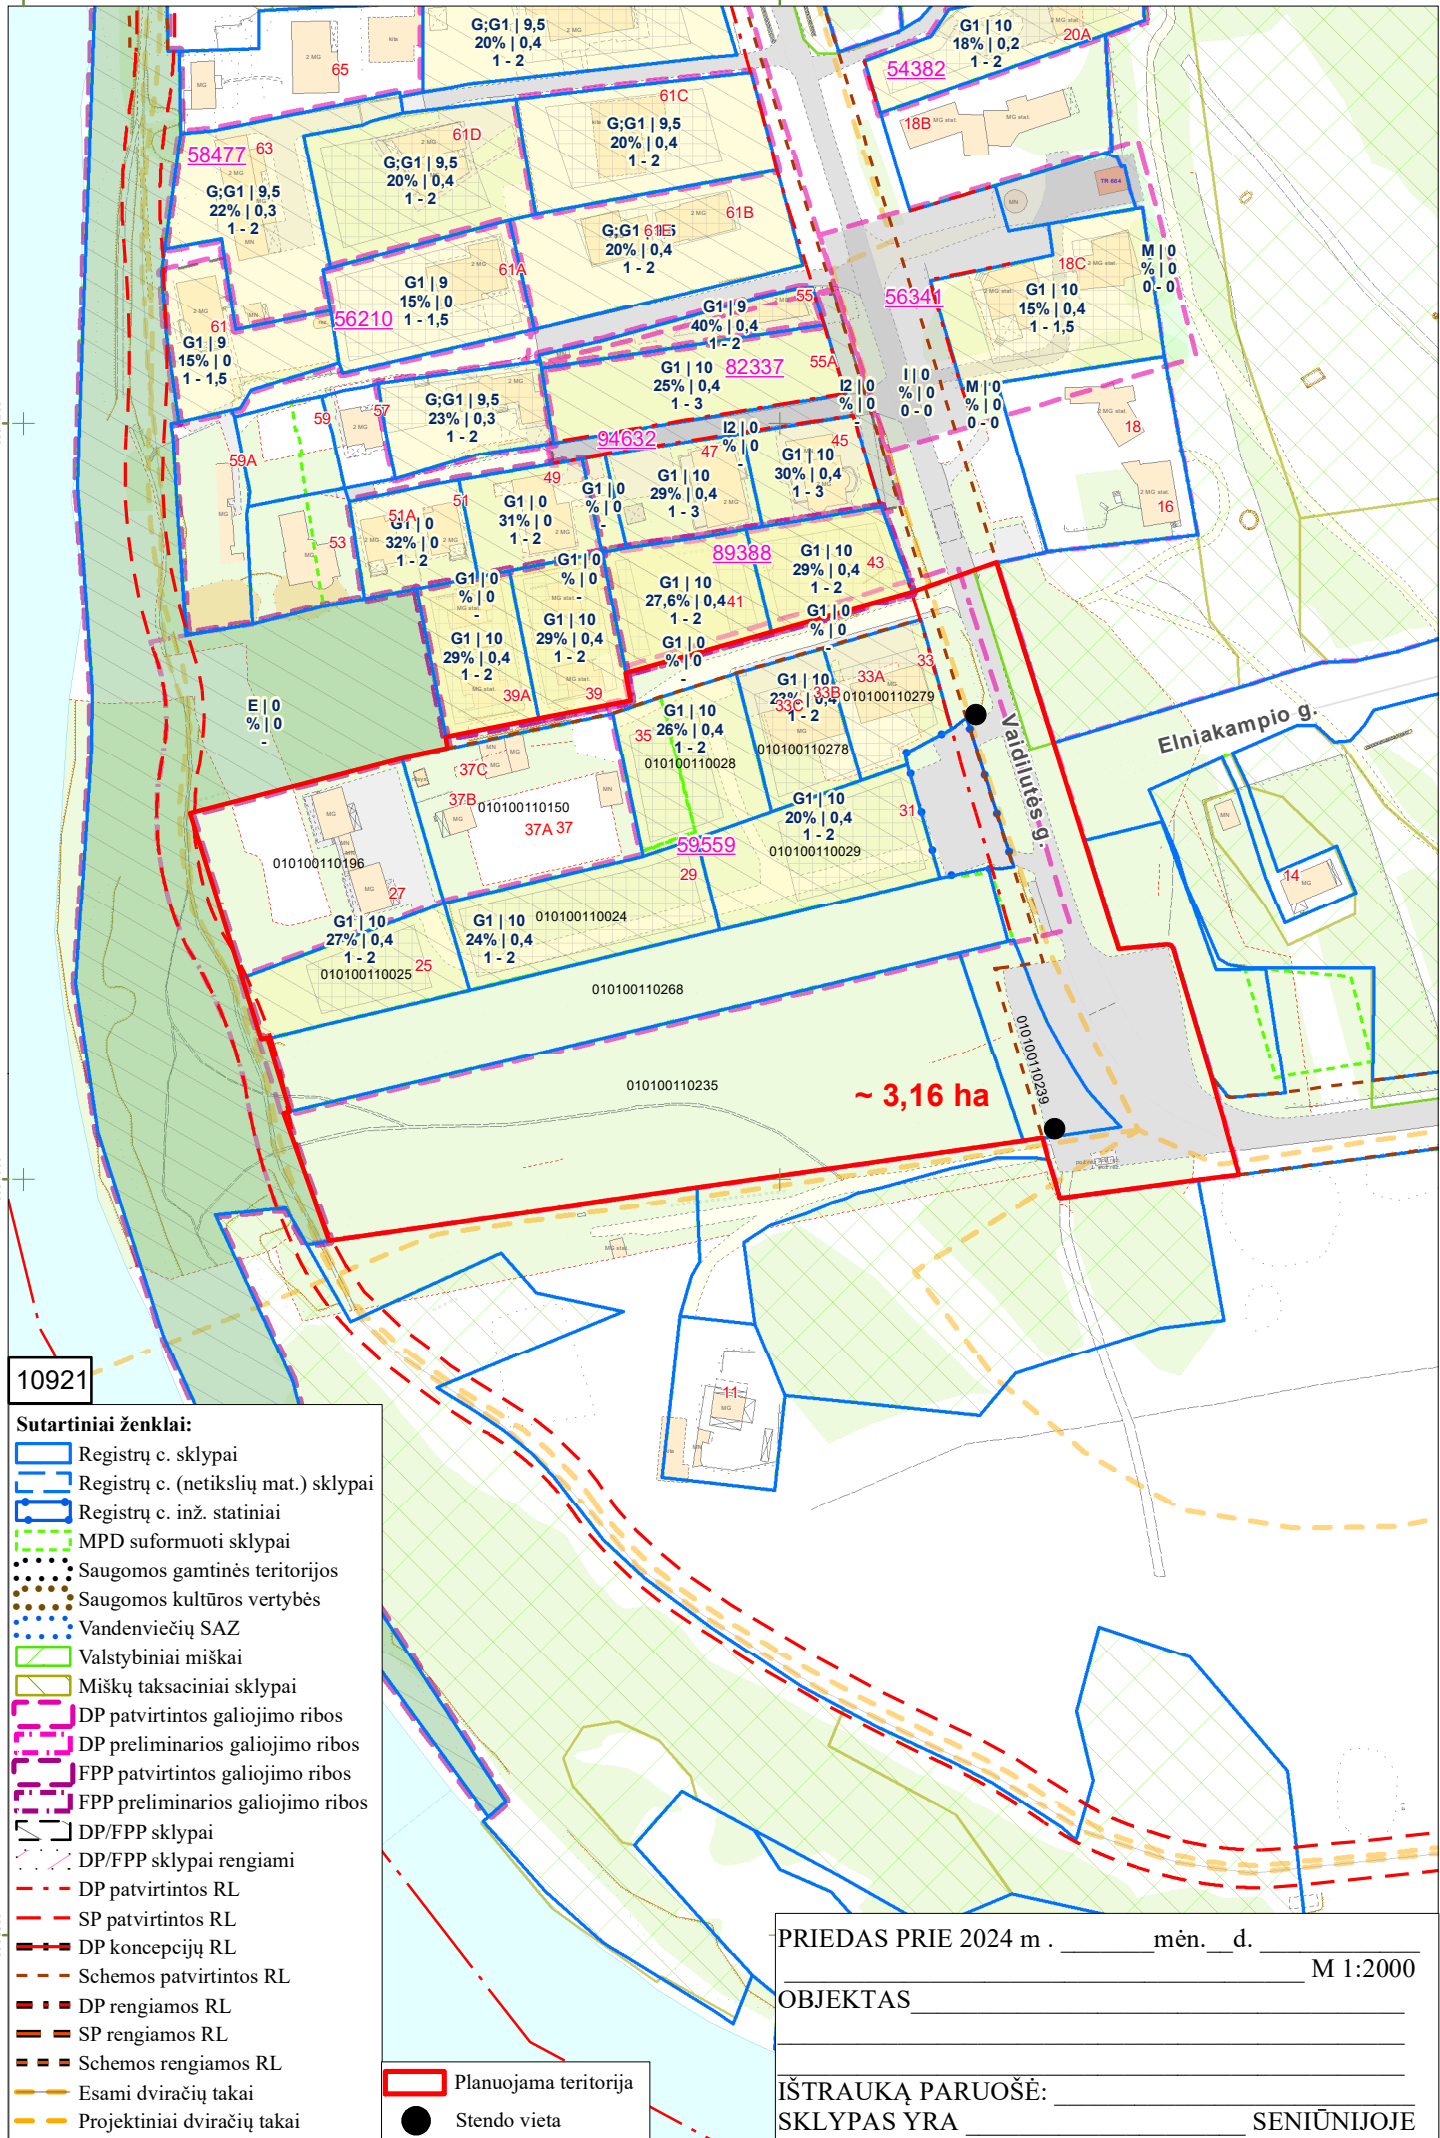 G;G1 | 9,5
20% | 0,4
1 - 2
G1 | 10
18% | 0,2
1 - 2
20A
54382
65
61C
18B
58477
63
61D
G;G1 | 9,5
20% | 0,4
1 - 2
G;G1 | 9,5
20% | 0,4
1 - 2
G;G1 | 9,5
22% | 0,3
1 - 2
TR 664
61B
61E
20% | 0,4
1 - 2
61A
G1 | 9
15% | 0
1 - 1,5
56210
18C
M | 0
% | 0
0 - 0
G1 | 10
15% | 0,4
1 - 1,5
56341
55
G1 | 9
40% | 0,4
1 - 2
61
G1 | 9
15% | 0
1 - 1,5
82337
55A
G1 | 10
25% | 0,4
1 - 3
I2 | 0
% | 0
-
I | 0
% | 0
0 - 0
M | 0
% | 0
0 - 0
G;G1 | 9,5
23% | 0,3
1 - 2
57
59
59A
94632
I2 | 0
% | 0
-
47
45
18
16
49
51
51A
53
G1 | 10
29% | 0,4
1 - 3
G1 | 10
30% | 0,4
1 - 3
G1 | 0
% | 0
-
G1 | 0
31% | 0
1 - 2
G1 | 0
32% | 0
1 - 2
89388
G1 | 10
29% | 0,4
1 - 2
43
G1 | 10
27,6% | 0,4
1 - 2
41
G1 | 0
% | 0
-
G1 | 0
% | 0
-
G1 | 10
29% | 0,4
1 - 2
39A
G1 | 10
29% | 0,4
1 - 2
39
G1 | 0
% | 0
-
G1 | 0
% | 0
-
E | 0
% | 0
-
33
33A
33B
33C
010100110279
G1 | 10
23% | 0,4
1 - 2
010100110278
35
G1 | 10
26% | 0,4
1 - 2
010100110028
Vaidilutės g.
Elniakampio g.
37C
37B
010100110150
37A 37
G1 | 10
20% | 0,4
1 - 2
010100110029
31
59559
29
010100110196
27
14
G1 | 10
27% | 0,4
1 - 2
010100110025
25
G1 | 10
24% | 0,4
1 - 2
010100110024
010100110268
010100110235
010100110239
~ 3,16 ha
11
10921
Sutartiniai ženklai:
Registrų c. sklypai
Registrų c. (netikslių mat.) sklypai
Registrų c. inž. statiniai
MPD suformuoti sklypai
Saugomos gamtinės teritorijos
Saugomos kultūros vertybės
Vandenviečių SAZ
Valstybiniai miškai
Miškų taksaciniai sklypai
DP patvirtintos galiojimo ribos
DP preliminarios galiojimo ribos
FPP patvirtintos galiojimo ribos
FPP preliminarios galiojimo ribos
DP/FPP sklypai
DP/FPP sklypai rengiami
DP patvirtintos RL
SP patvirtintos RL
DP koncepcijų RL
Schemos patvirtintos RL
DP rengiamos RL
SP rengiamos RL
Schemos rengiamos RL
Esami dviračių takai
Projektiniai dviračių takai
Planuojama teritorija
Stendo vieta
PRIEDAS PRIE 2024 m . _______mėn.__d. ____________
M 1:2000
OBJEKTAS
IŠTRAUKĄ PARUOŠĖ:
SKLYPAS YRA ____________________ SENIŪNIJOJE